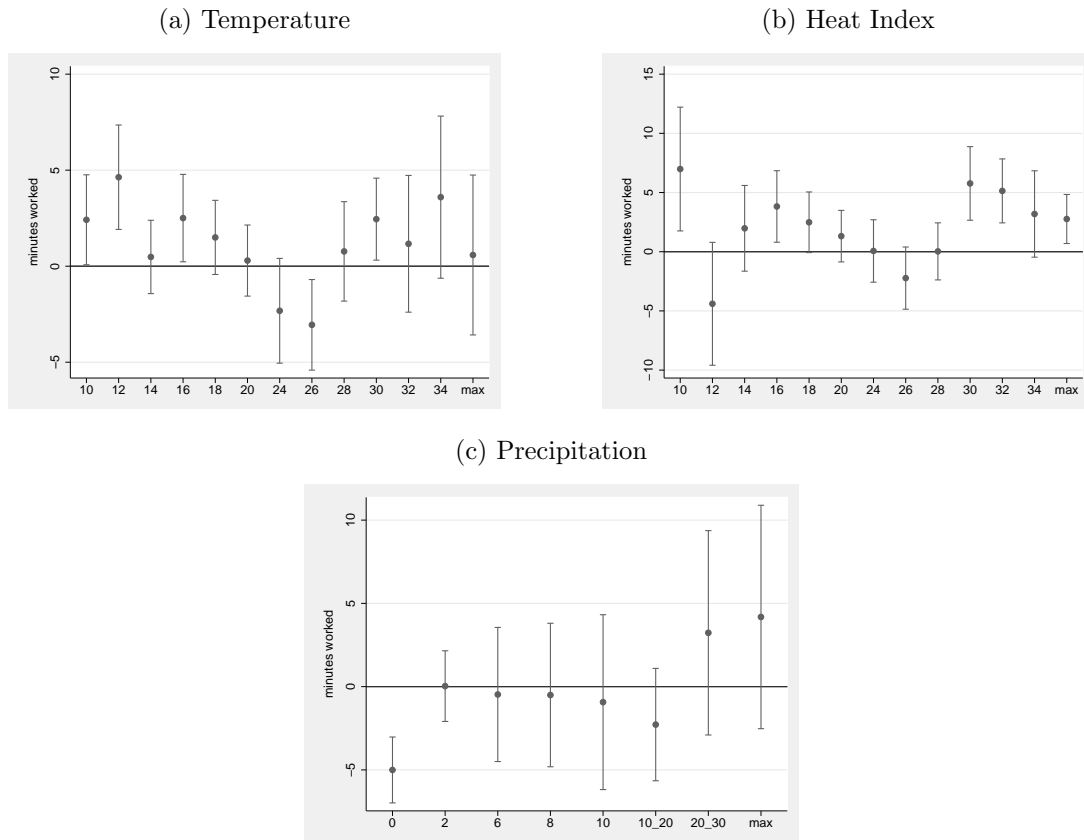 (a) Temperature
minutes worked
10
5
0
−5
10 12 14 16 18 20 24 26 28 30 32 34 max
(b) Heat Index
minutes worked
15
10
5
0
−5
−10
10 12 14 16 18 20 24 26 28 30 32 34 max
(c) Precipitation
minutes worked
10
5
0
−5
0 2 6 8 10 10_20 20_30 max